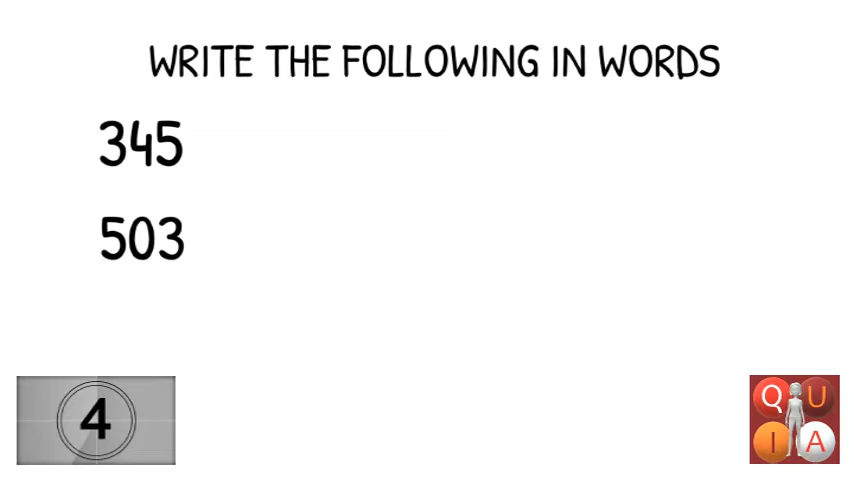 WRITE THE FOLLOWING IN WORDS
345
503
4
Q U
I A